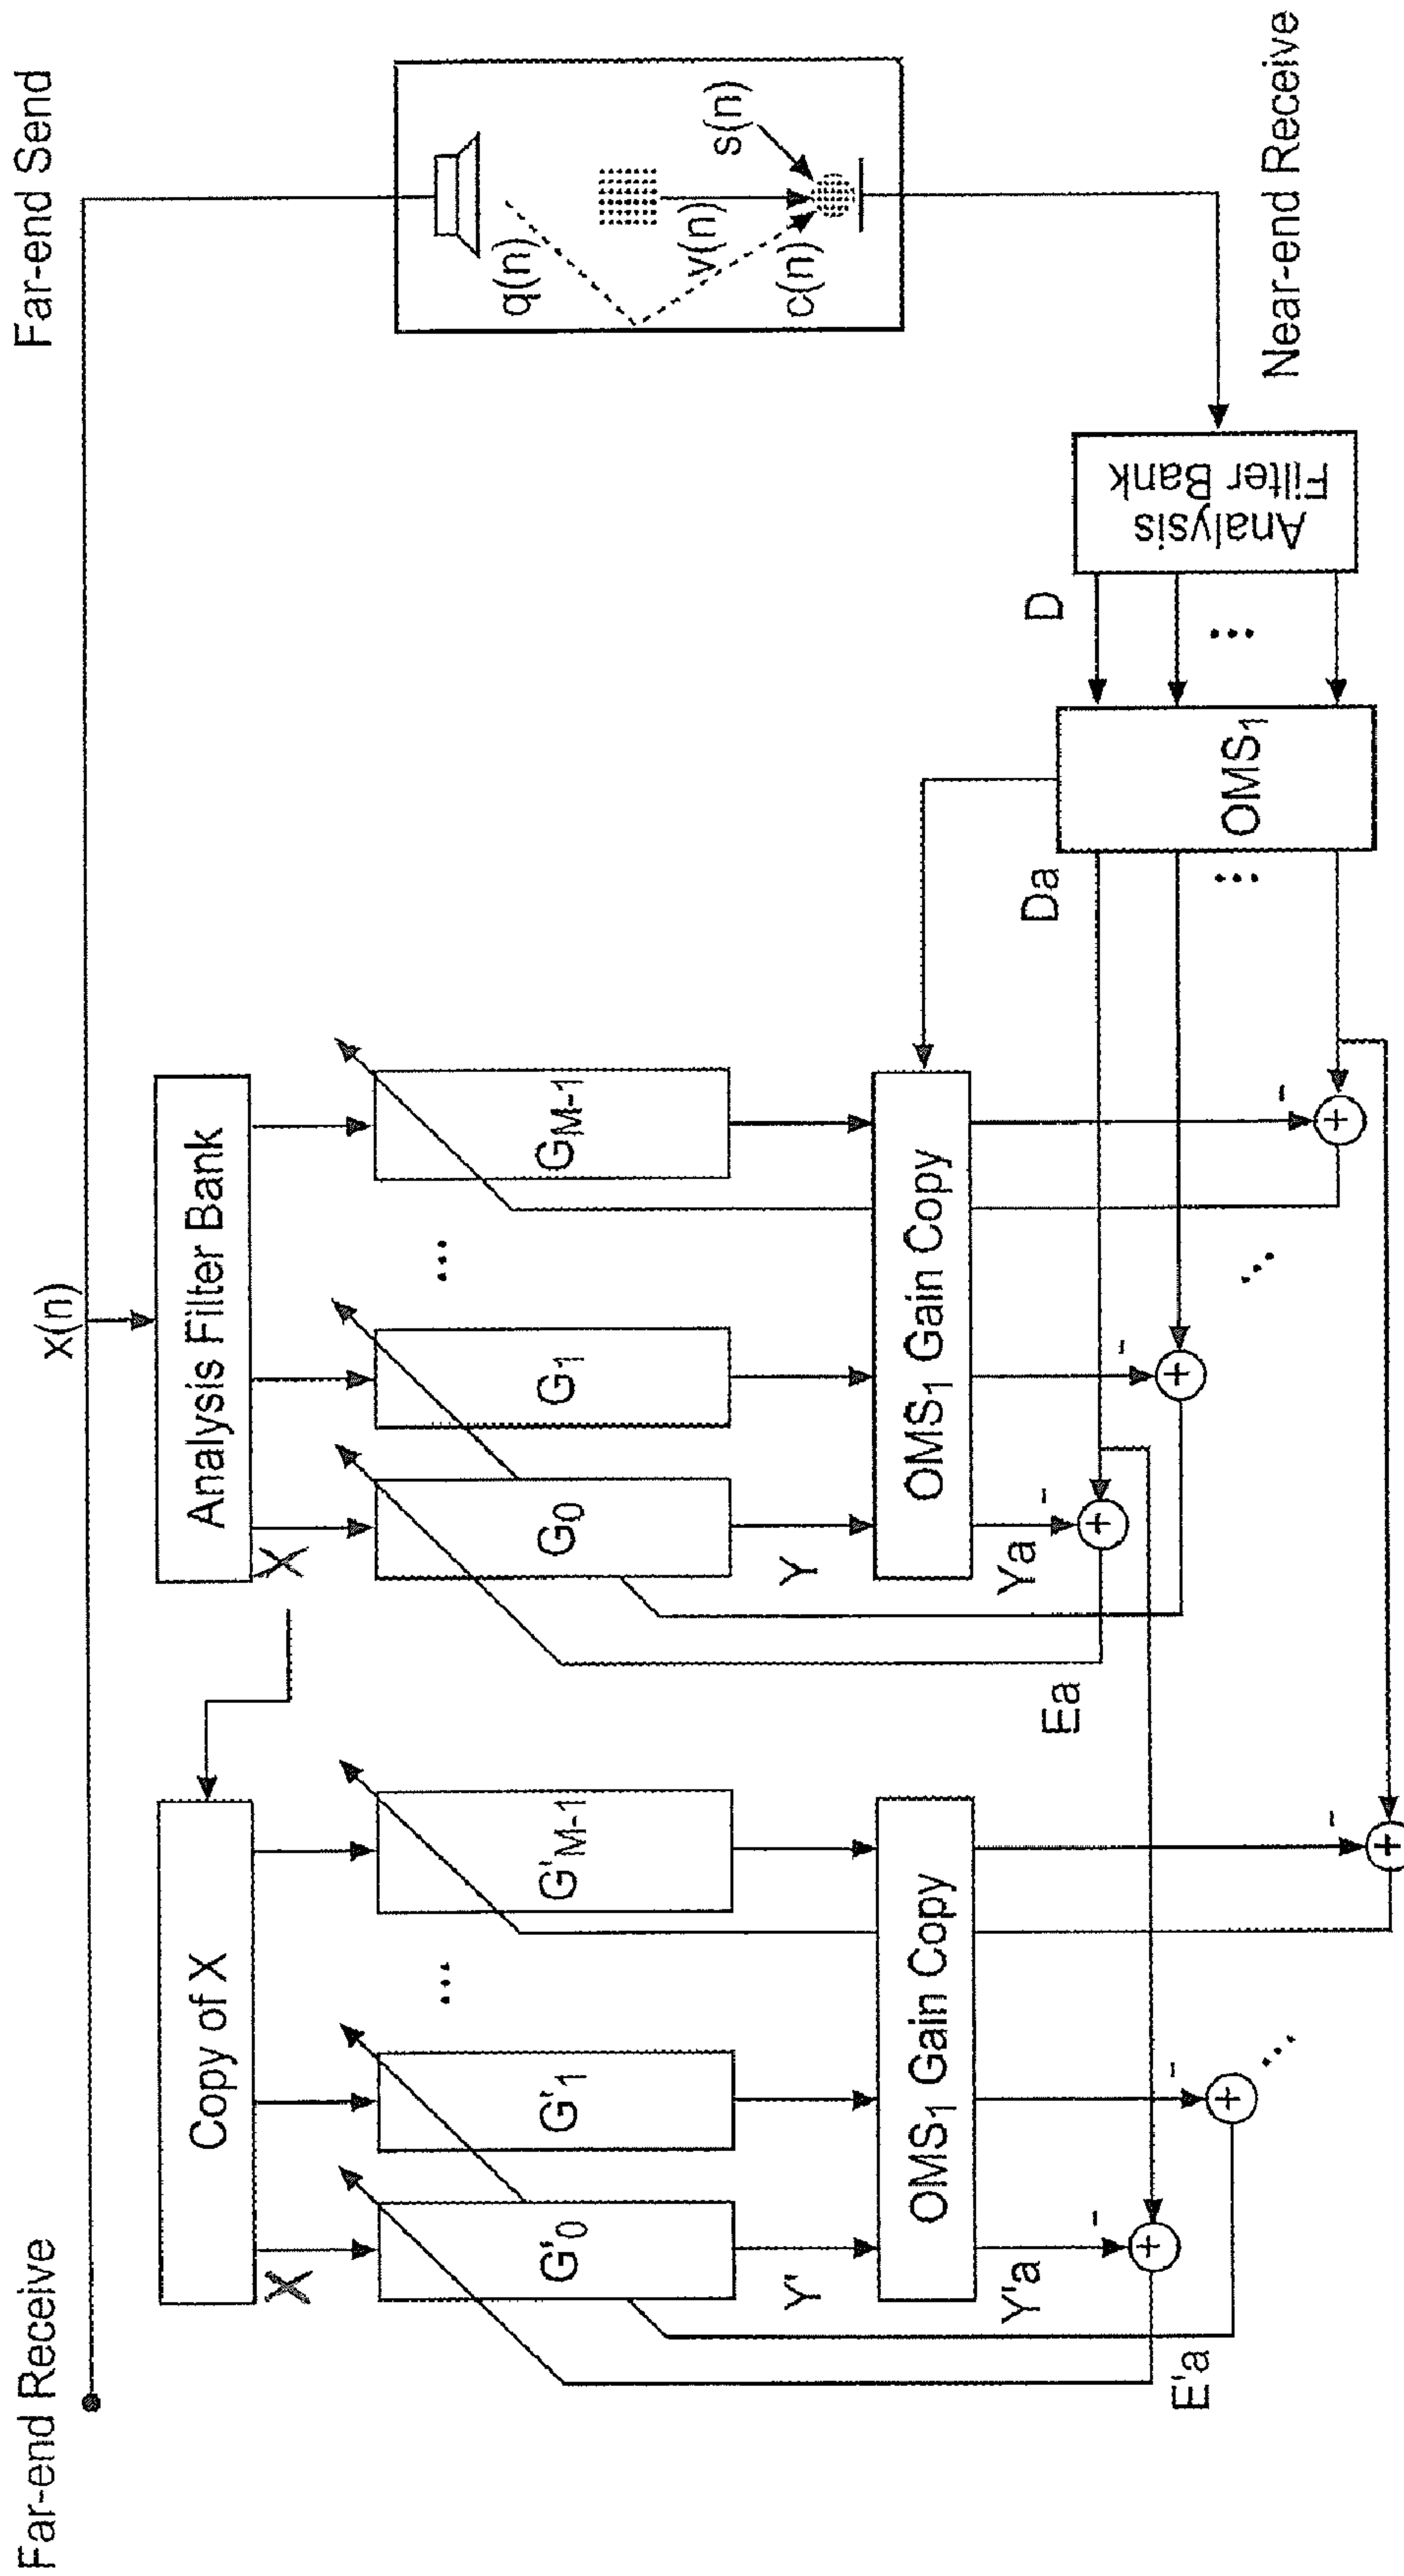 Far-end Receive
x(n)
Far-end Send
Copy of X
Analysis Filter Bank
X
X
G'0
G'1
...
G'M-1
G0
G1
...
GM-1
q(n)
v(n)
s(n)
c(n)
Y'
Y
OMS1 Gain Copy
OMS1 Gain Copy
Y'a
-
-
-
Ya
-
-
-
+
+
+
+
+
+
E'a
Ea
Da
D
...
...
...
...
OMS1
Analysis
Filter Bank
Near-end Receive